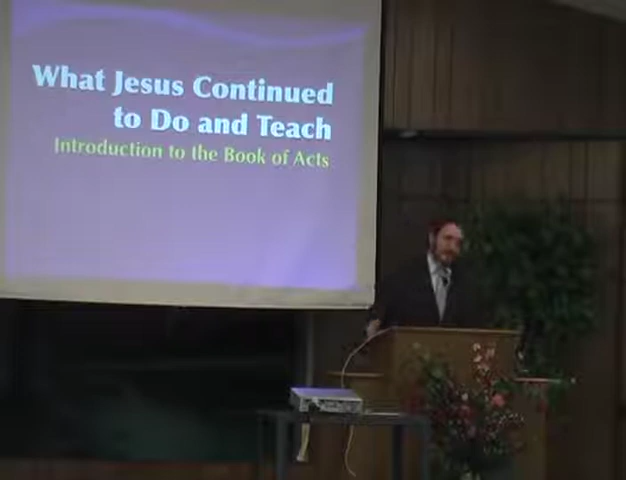 What Jesus Continued
to Do and Teach
Introduction to the Book of Acts